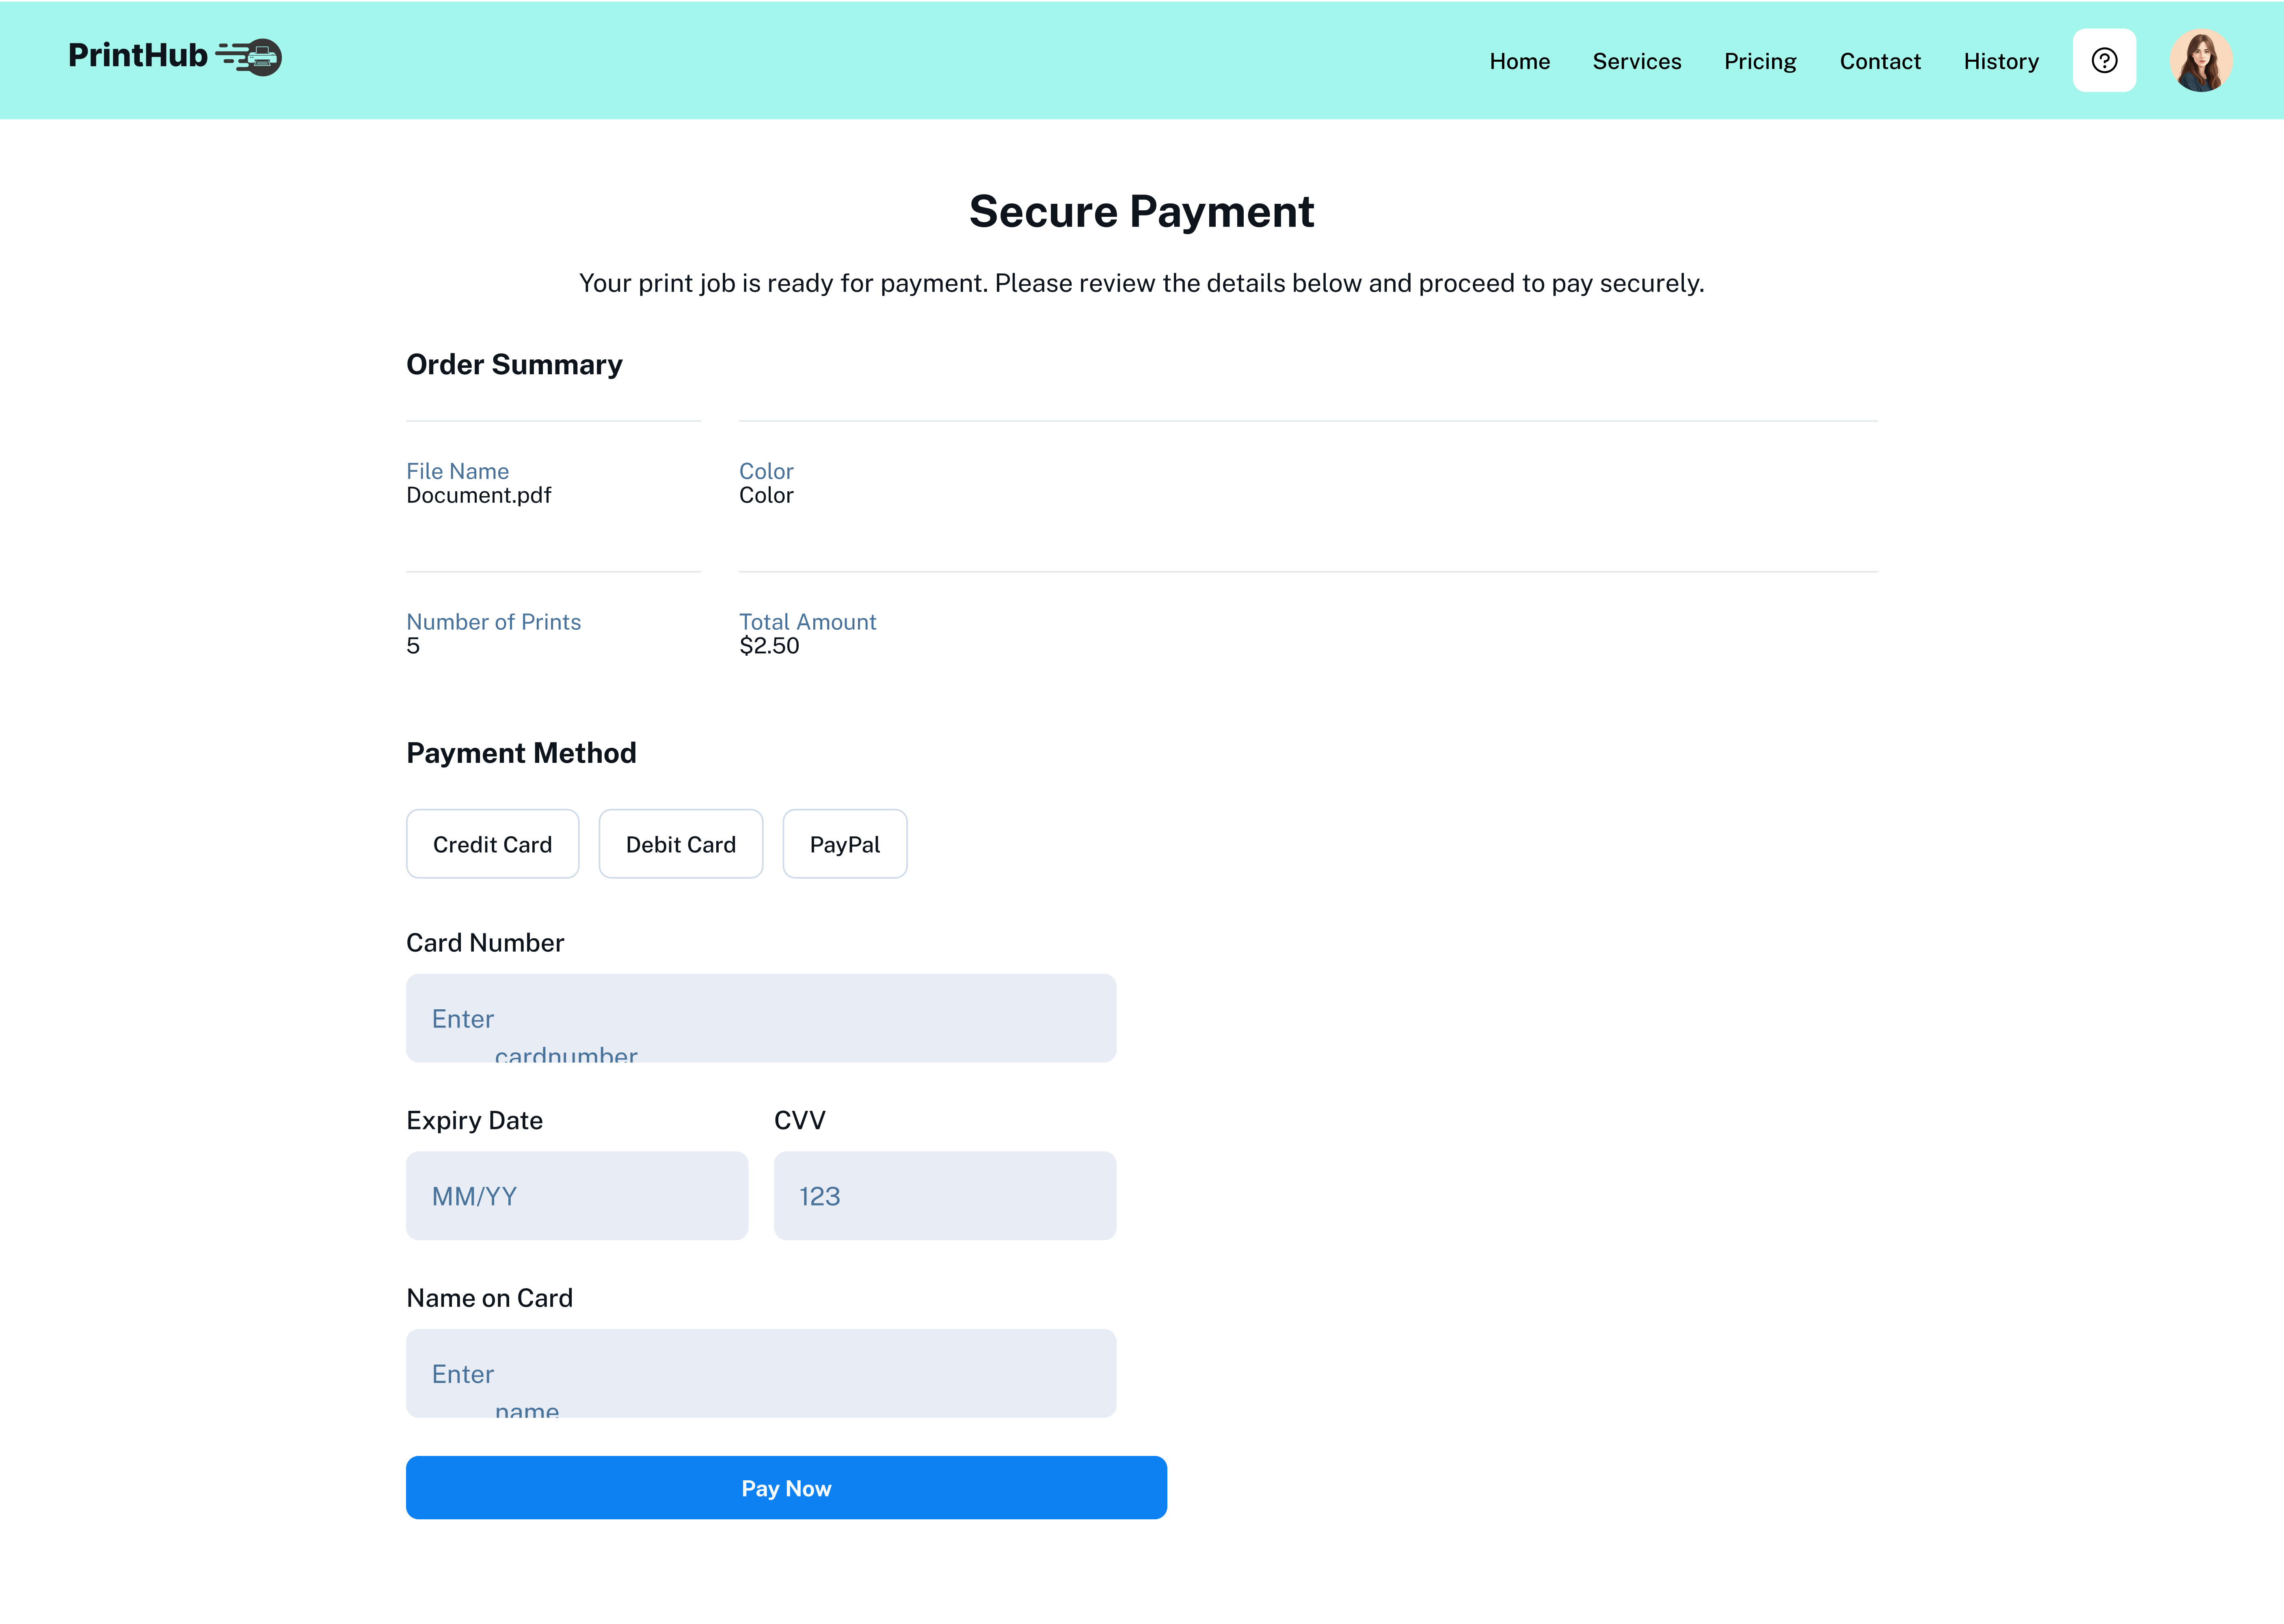 PrintHub
Home Services Pricing Contact History
Secure Payment
Your print job is ready for payment. Please review the details below and proceed to pay securely.
Order Summary
File Name
Document.pdf
Color
Color
Number of Prints
5
Total Amount
$2.50
Payment Method
Credit Card Debit Card PayPal
Card Number
Enter
cardnumber
Expiry Date
MM/YY
CVV
123
Name on Card
Enter
name
Pay Now